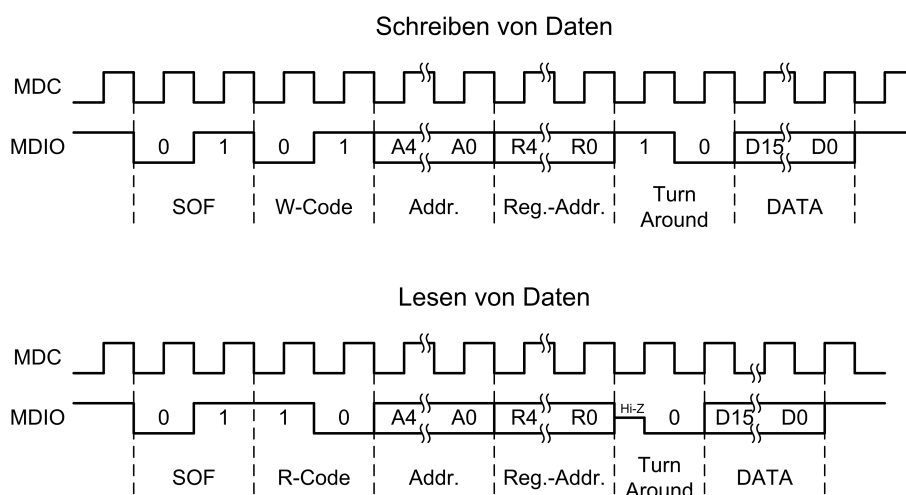 Schreiben von Daten
MDC
MDIO 0 1 0 1 A4 A0 R4 R0 1 0 D15 D0
SOF W-Code Addr. Reg.-Addr. Turn Around DATA
Lesen von Daten
MDC
MDIO 0 1 1 0 A4 A0 R4 R0 Hi-Z 0 D15 D0
SOF R-Code Addr. Reg.-Addr. Turn Around DATA